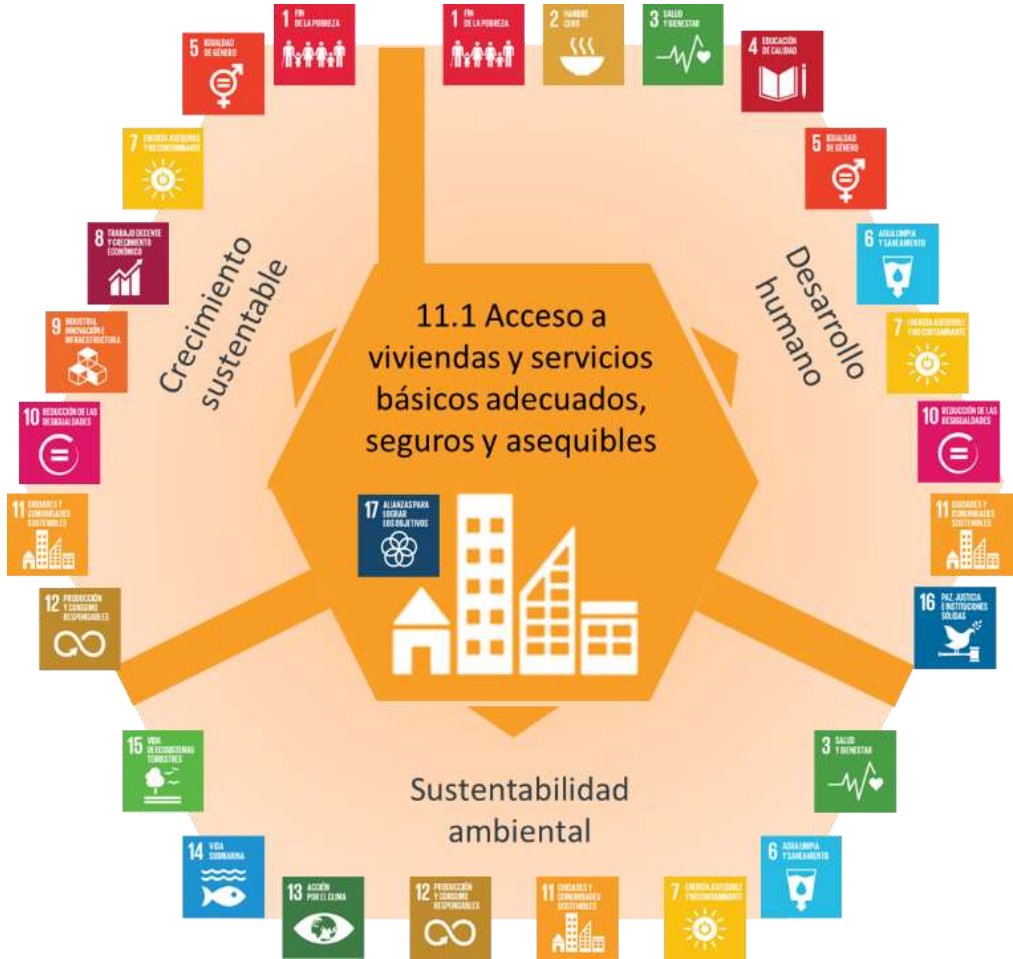 1 FIN
DE LA POBREZA
5 IGUALDAD
DE GÉNERO
7 ENERGÍA ASEQUIBLE
Y NO CONTAMINANTE
8 TRABAJO DECENTE
Y CRECIMIENTO
ECONÓMICO
9 INDUSTRIA,
INNOVACIÓN E
INFRAESTRUCTURA
10 REDUCCIÓN DE LAS
DESIGUALDADES
11 CIUDADES Y
COMUNIDADES
SOSTENIBLES
12 PRODUCCIÓN
Y CONSUMO
RESPONSABLES
Crecimiento
sustentable
1 FIN
DE LA POBREZA
2 HAMBRE
CERO
3 SALUD
Y BIENESTAR
4 EDUCACIÓN
DE CALIDAD
5 IGUALDAD
DE GÉNERO
6 AGUA LIMPIA
Y SANEAMIENTO
7 ENERGÍA ASEQUIBLE
Y NO CONTAMINANTE
10 REDUCCIÓN DE LAS
DESIGUALDADES
11 CIUDADES Y
COMUNIDADES
SOSTENIBLES
16 PAZ, JUSTICIA
E INSTITUCIONES
SÓLIDAS
Desarrollo
humano
11.1 Acceso a
viviendas y servicios
básicos adecuados,
seguros y asequibles
17 ALIANZAS PARA
LOGRAR
LOS OBJETIVOS
Sustentabilidad
ambiental
15 VIDA
DE ECOSISTEMAS
TERRESTRES
14 VIDA
SUBMARINA
13 ACCIÓN
POR EL CLIMA
12 PRODUCCIÓN
Y CONSUMO
RESPONSABLES
11 CIUDADES Y
COMUNIDADES
SOSTENIBLES
7 ENERGÍA ASEQUIBLE
Y NO CONTAMINANTE
6 AGUA LIMPIA
Y SANEAMIENTO
3 SALUD
Y BIENESTAR